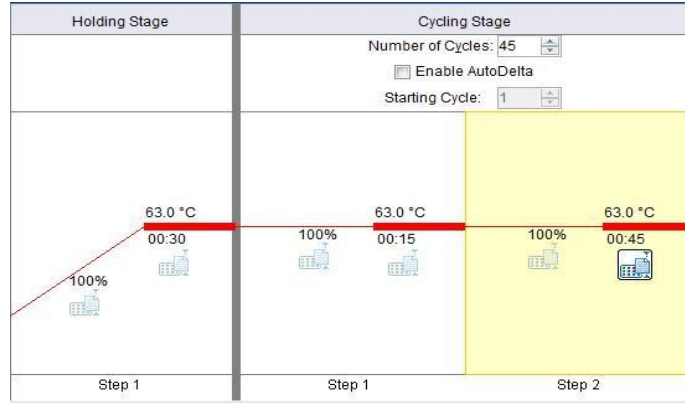 Holding Stage
Cycling Stage
Number of Cycles: 45
Enable AutoDelta
Starting Cycle: 1
63.0 °C
63.0 °C
63.0 °C
00:30
100%
00:15
100%
00:45
100%
Step 1
Step 1
Step 2